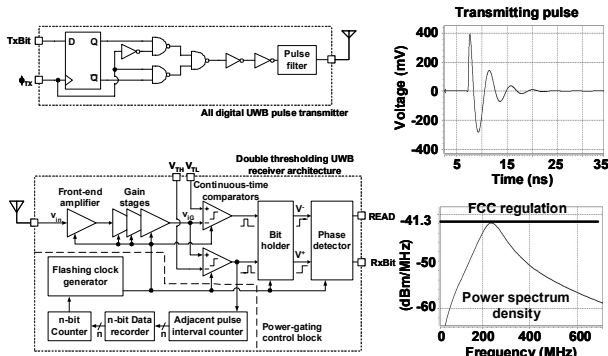 TxBit
D Q
Q
ϕTX
Pulse
filter
All digital UWB pulse transmitter
Transmitting pulse
Voltage (mV)
400
200
0
-200
-400
5 15 25 35
Time (ns)
VTH VTL
Double thresholding UWB
receiver architecture
Front-end
amplifier
Gain
stages
Continuous-time
comparators
vin
viG
+
-
+
-
V-
V+
Bit
holder
Phase
detector
READ
RxBit
Flashing clock
generator
n-bit
Counter
n
n-bit Data
recorder
n
Adjacent pulse
interval counter
Power-gating
control block
(dBm/MHz)
-41.3
-50
-60
FCC regulation
Power spectrum
density
0 200 400 600
Frequency (MHz)